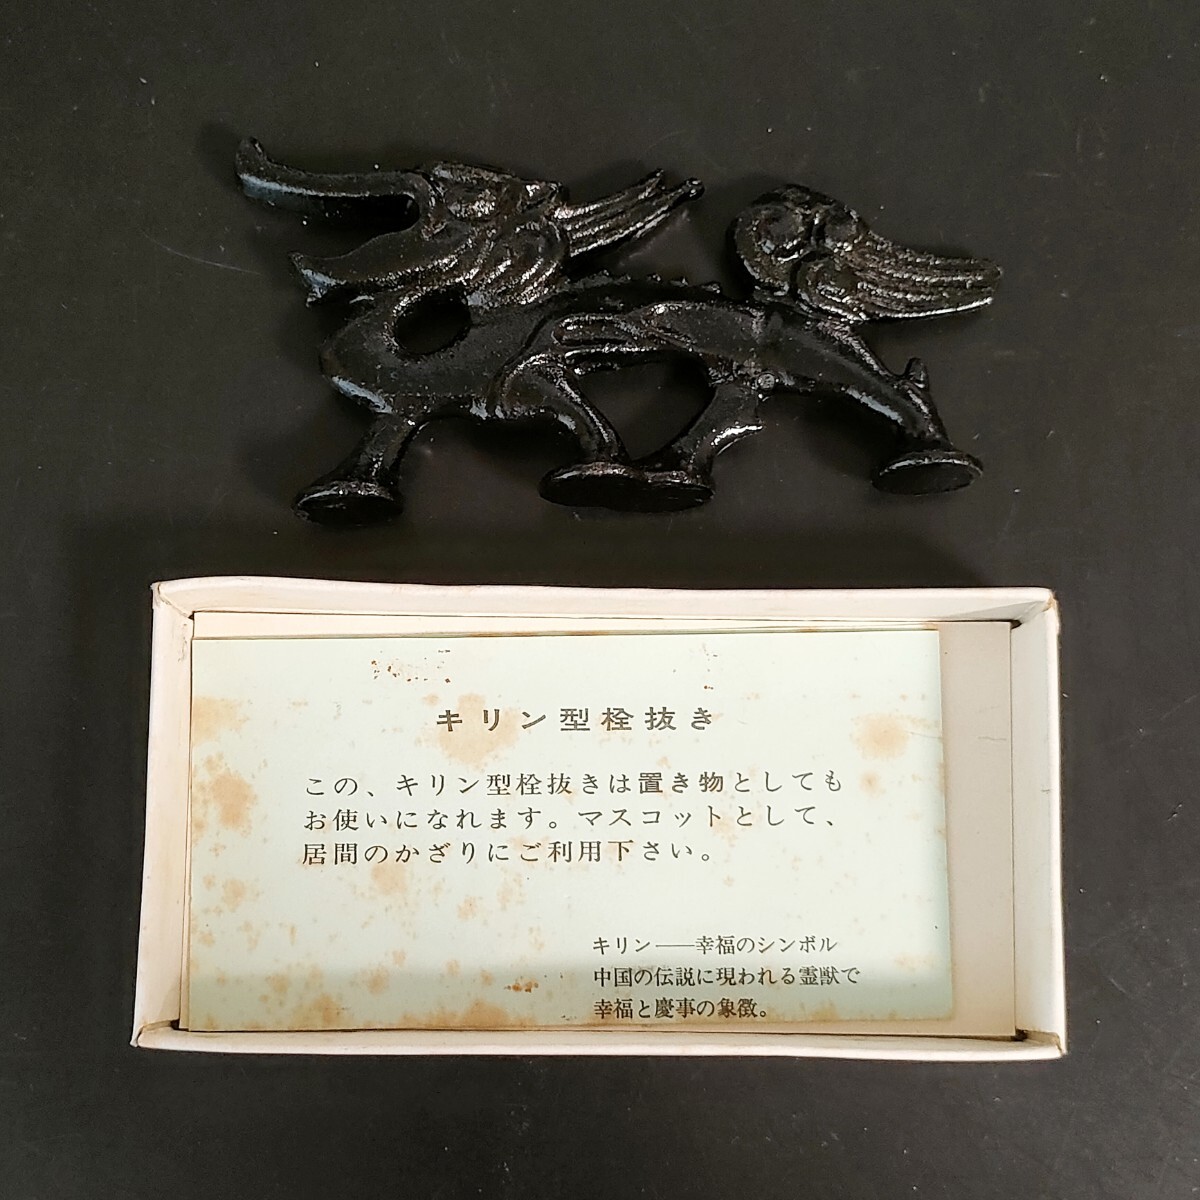 キリン型栓抜き
この、キリン型栓抜きは置き物としても
お使いになれます。マスコットとして、
居間のかざりにご利用下さい。
キリン——幸福のシンボル
中国の伝説に現われる霊獣で
幸福と慶事の象徴。